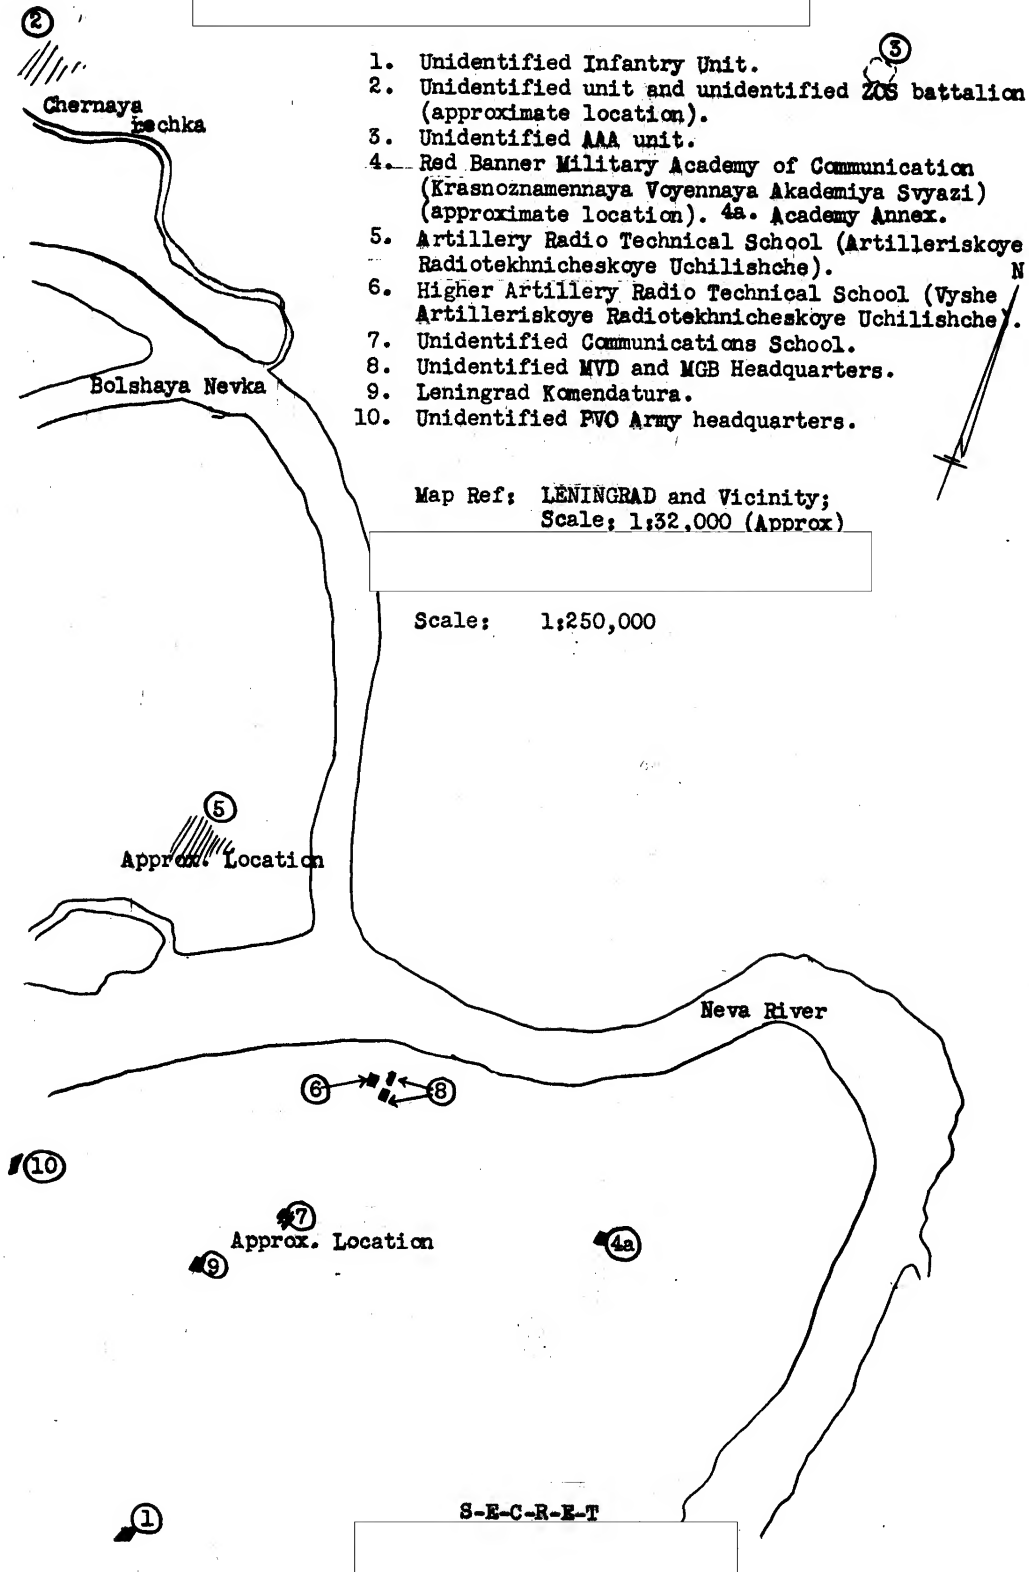 2
3
1. Unidentified Infantry Unit.
2. Unidentified unit and unidentified ZOS battalion
(approximate location).
3. Unidentified AAA unit.
4. Red Banner Military Academy of Communication
(Krasnoznamennaya Voyennaya Akademiya Svyazi)
(approximate location). 4a. Academy Annex.
5. Artillery Radio Technical School (Artilleriskoye
Radiotekhnicheskoye Uchilishche).
6. Higher Artillery Radio Technical School (Vyshe
Artilleriskoye Radiotekhnicheskoye Uchilishche).
7. Unidentified Communications School.
8. Unidentified MVD and MGB Headquarters.
9. Leningrad Komendatura.
10. Unidentified PVO Army headquarters.
N
Chernaya
Rechka
Bolshaya Nevka
Map Ref: LENINGRAD and Vicinity;
Scale: 1:32,000 (Approx)
Scale: 1:250,000
5
Approx. Location
Neva River
6
8
10
7
Approx. Location
4a
9
S-E-C-R-E-T
1